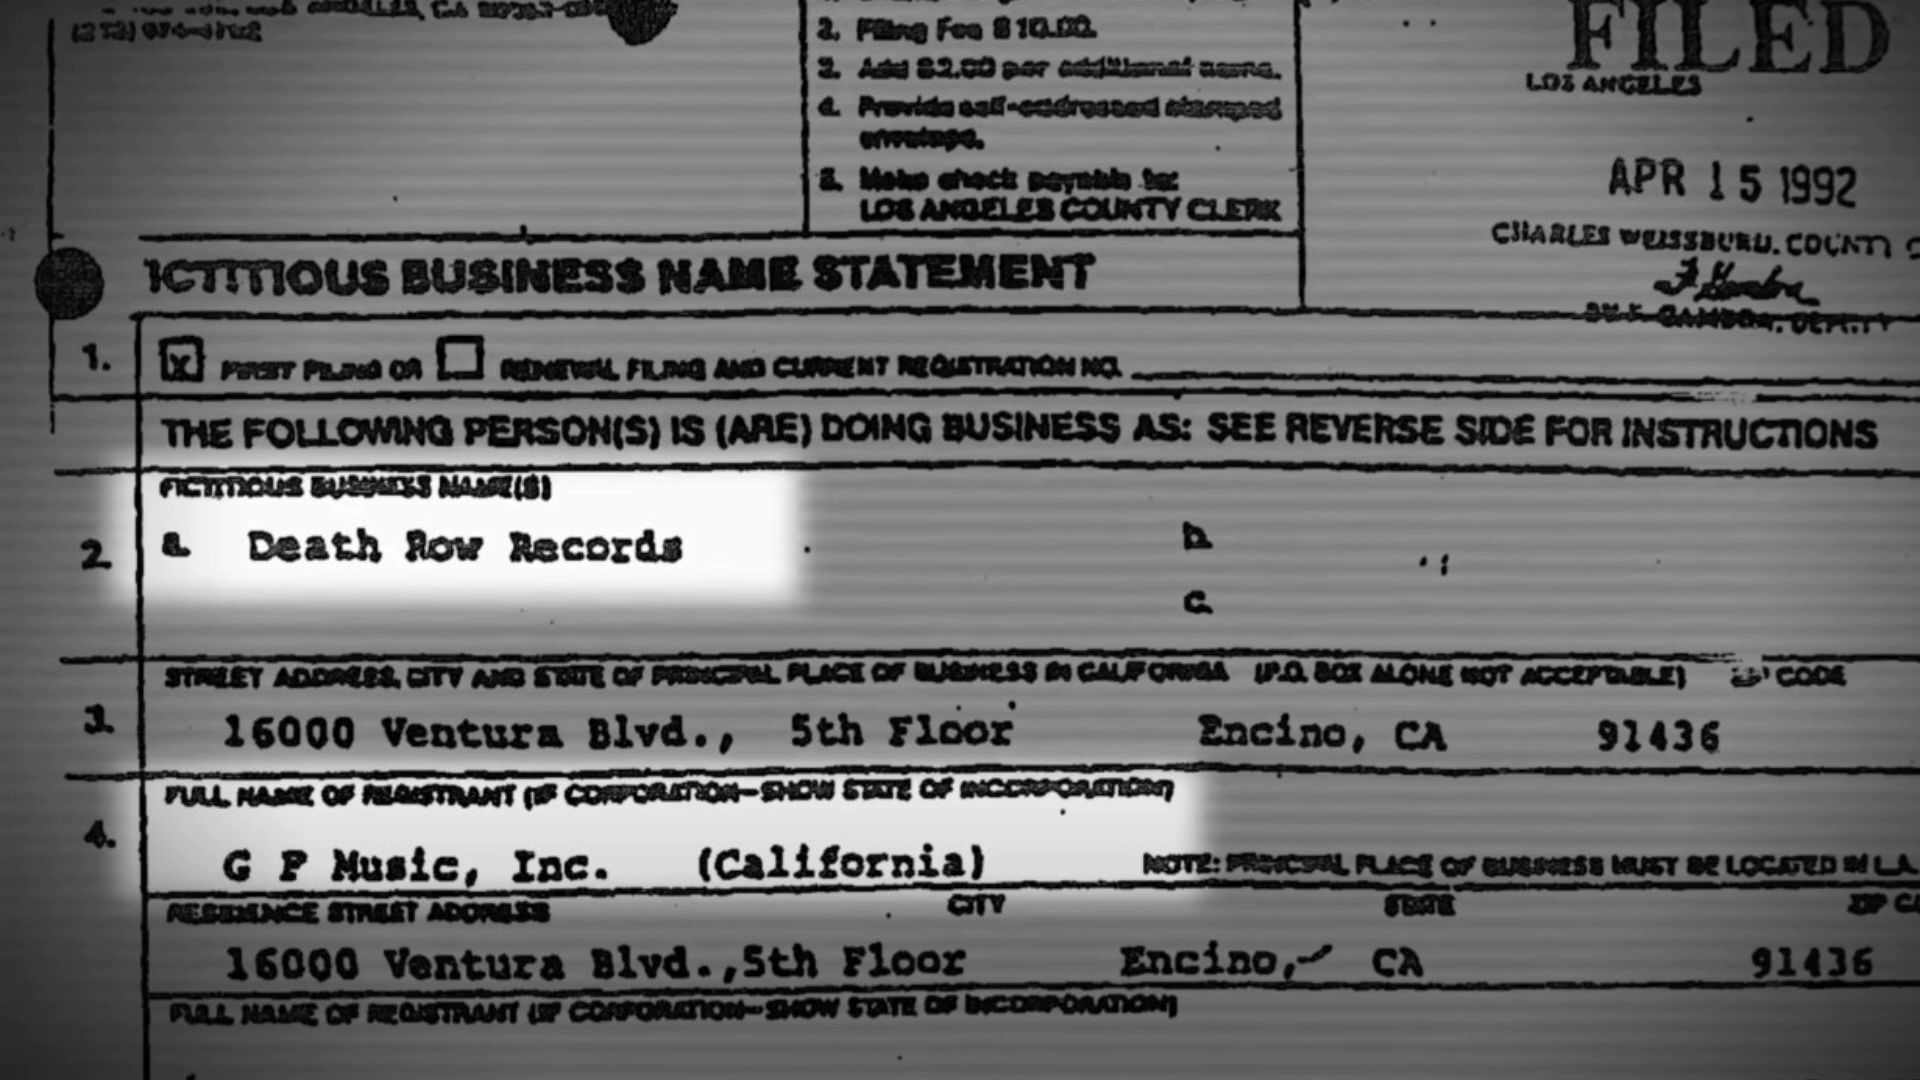 2. Filing Fee $10.00.
3. Add $2.00 per additional name.
4. Provide self-addressed stamped
envelope.
5. Make check payable to:
LOS ANGELES COUNTY CLERK
FILED
LOS ANGELES
APR 15 1992
CHARLES WEISSBURD, COUNTY
ICTITIOUS BUSINESS NAME STATEMENT
1. X FIRST FILING OR RENEWAL FILING AND CURRENT REGISTRATION NO.
THE FOLLOWING PERSON(S) IS (ARE) DOING BUSINESS AS: SEE REVERSE SIDE FOR INSTRUCTIONS
FICTITIOUS BUSINESS NAME(S)
2. a. Death Row Records b.
c.
STREET ADDRESS, CITY AND STATE OF PRINCIPAL PLACE OF BUSINESS IN CALIFORNIA (P.O. BOX ALONE NOT ACCEPTABLE) ZIP CODE
3. 16000 Ventura Blvd., 5th Floor Encino, CA 91436
FULL NAME OF REGISTRANT (IF CORPORATION-SHOW STATE OF INCORPORATION)
4. G F Music, Inc. (California) NOTE: PRINCIPAL PLACE OF BUSINESS MUST BE LOCATED IN L.A.
RESIDENCE STREET ADDRESS CITY STATE ZIP
16000 Ventura Blvd.,5th Floor Encino, CA 91436
FULL NAME OF REGISTRANT (IF CORPORATION-SHOW STATE OF INCORPORATION)